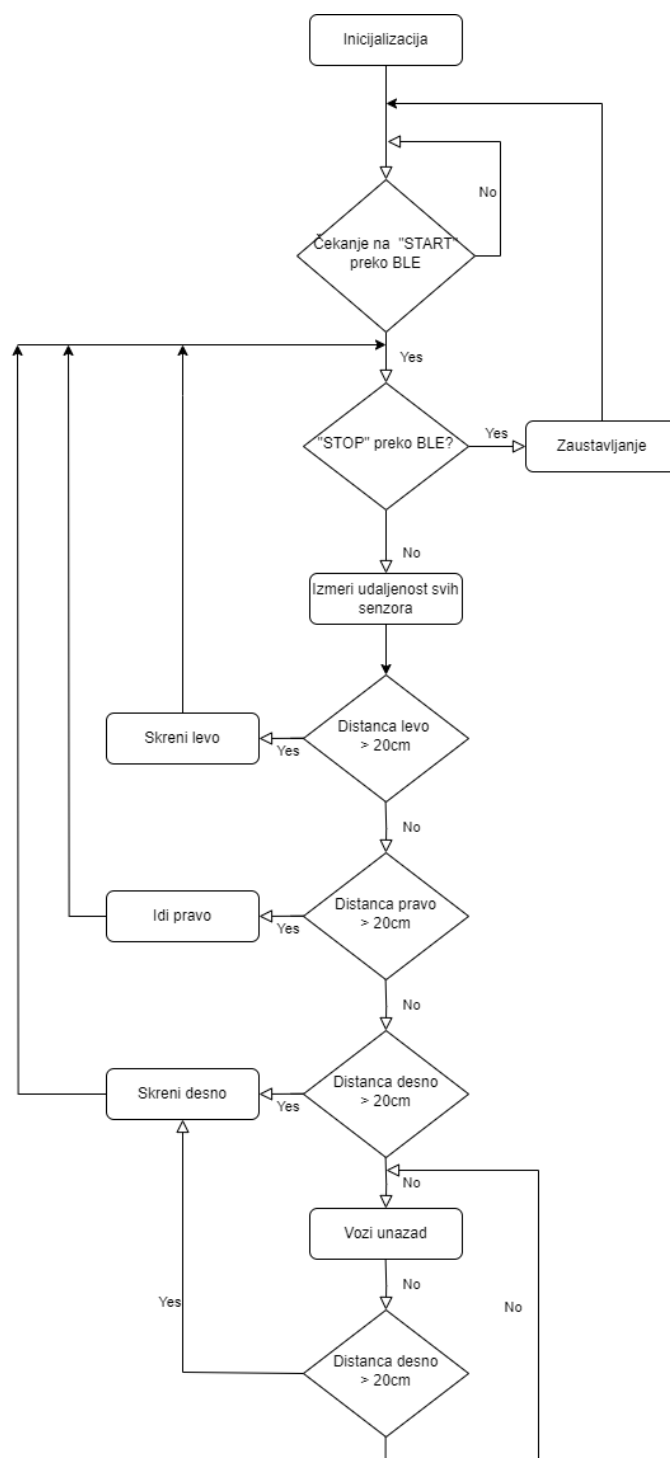 Inicijalizacija
No
Čekanje na "START"
preko BLE
Yes
"STOP" preko BLE?
Yes
Zaustavljanje
No
Izmeri udaljenost svih
senzora
Distanca levo
> 20cm
Yes
Skreni levo
No
Distanca pravo
> 20cm
Yes
Idi pravo
No
Distanca desno
> 20cm
Yes
Skreni desno
No
Vozi unazad
No
Yes
No
Distanca desno
> 20cm